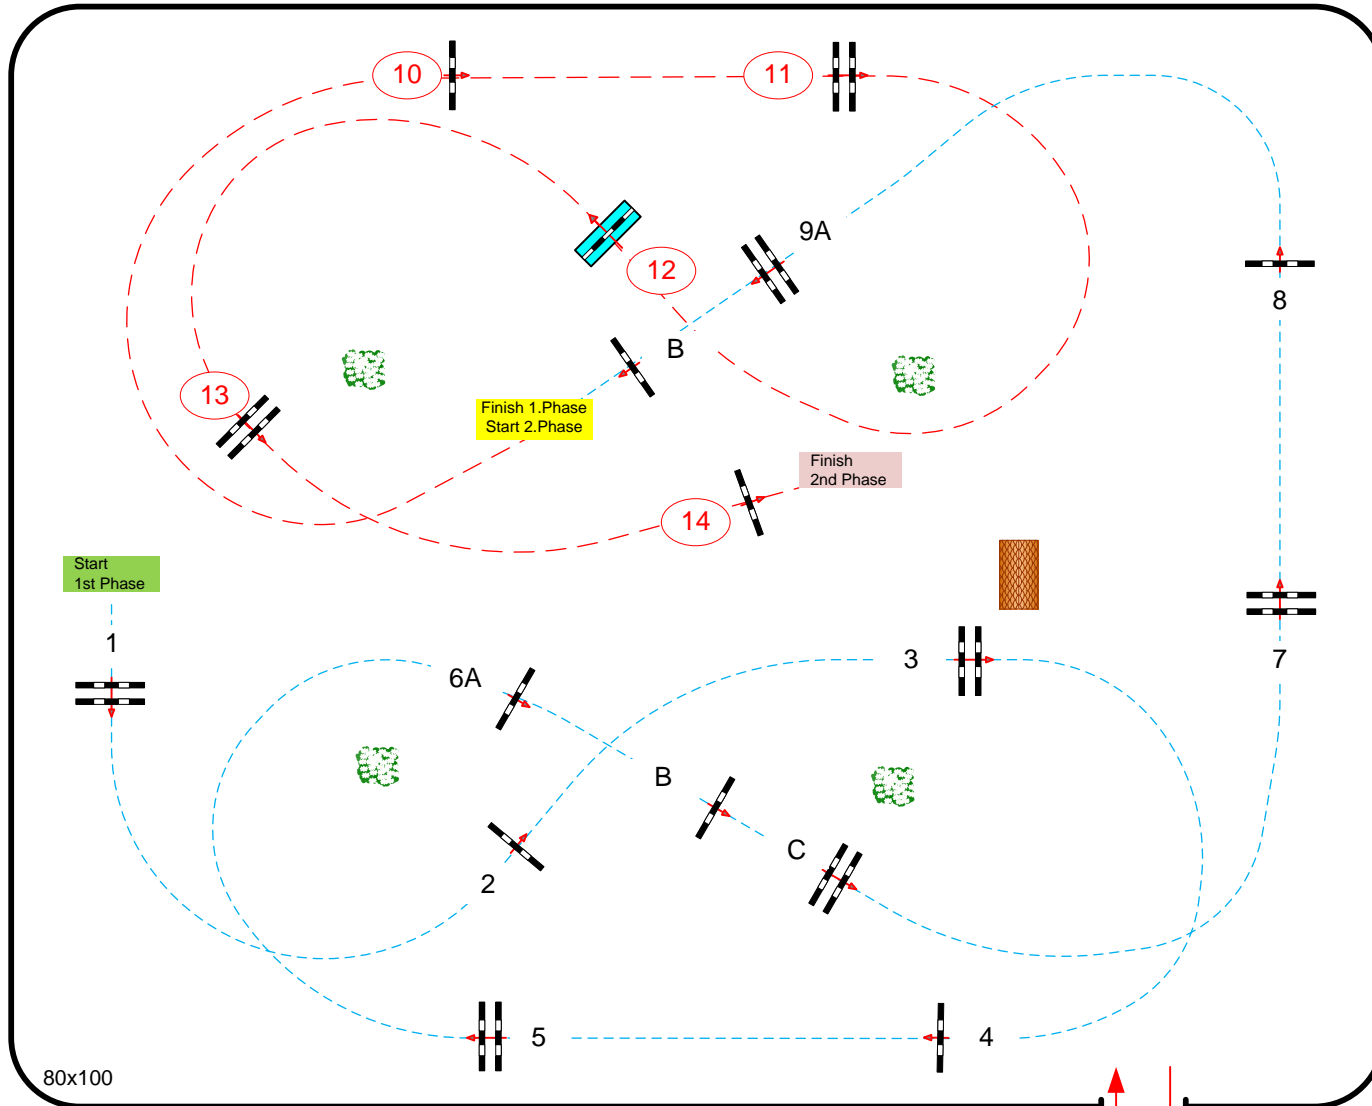 10
11
9A
12
8
B
13
Finish 1.Phase
Start 2.Phase
Finish
2nd Phase
14
Start
1st Phase
1
3
7
6A
B
C
2
5
4
80x100